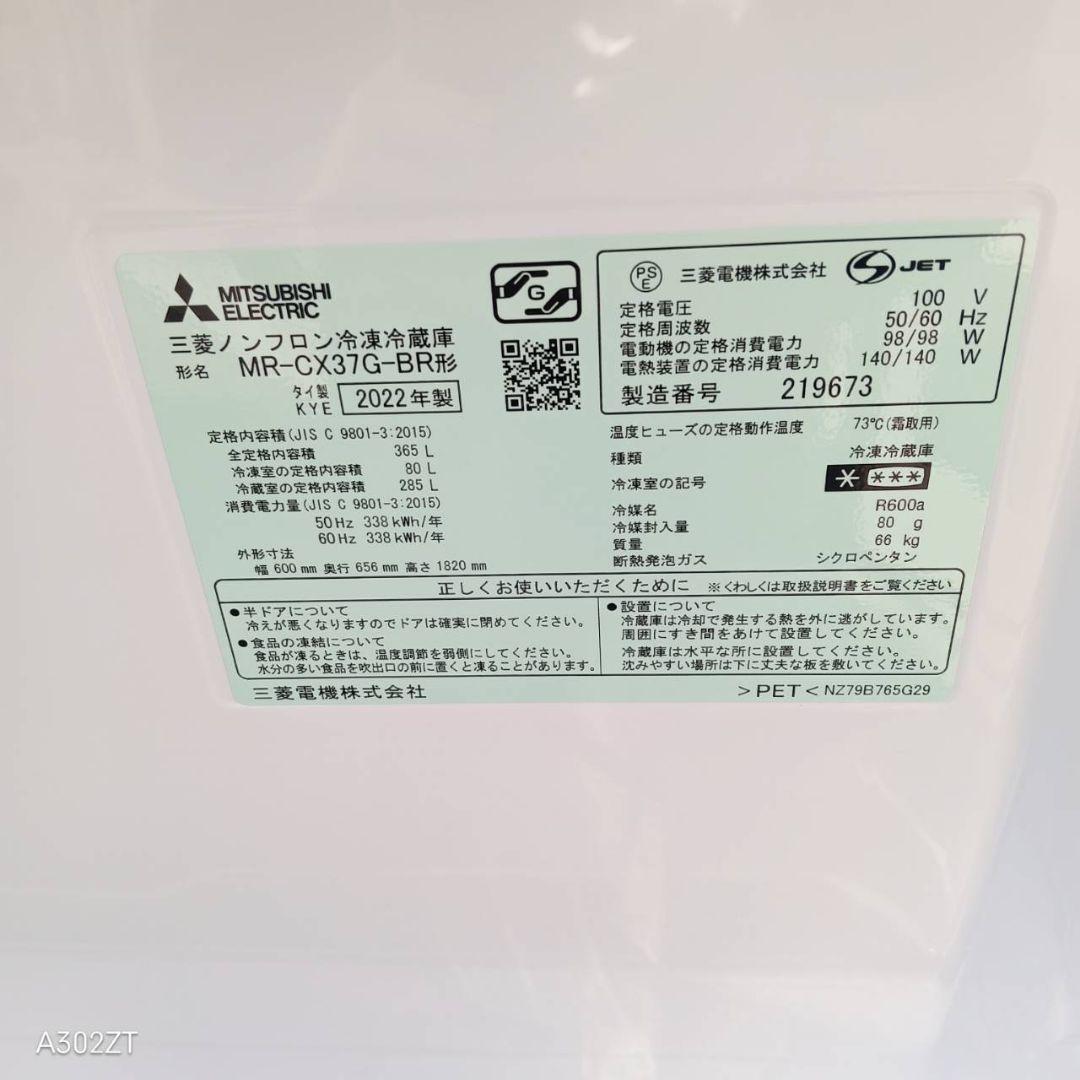 MITSUBISHI
ELECTRIC
三菱ノンフロン冷凍冷蔵庫
形名 MR-CX37G-BR形
タイ製
KYE
2022年製
G
定格内容積(JIS C 9801-3:2015)
全定格内容積 365 L
冷凍室の定格内容積 80 L
冷蔵室の定格内容積 285 L
消費電力量(JIS C 9801-3:2015)
50Hz 338kWh/年
60Hz 338kWh/年
外形寸法
幅 600mm 奥行 656mm 高さ 1820mm
PS
E
三菱電機株式会社
JET
定格電圧 100 V
定格周波数 50/60 Hz
電動機の定格消費電力 98/98 W
電熱装置の定格消費電力 140/140 W
製造番号 219673
温度ヒューズの定格動作温度 73℃(霜取用)
種類 冷凍冷蔵庫
冷凍室の記号 * ***
冷媒名 R600a
冷媒封入量 80 g
質量 66 kg
断熱発泡ガス シクロペンタン
正しくお使いいただくために ※くわしくは取扱説明書をご覧ください
●半ドアについて
冷えが悪くなりますのでドアは確実に閉めてください。
●食品の凍結について
食品が凍るときは、温度調節を弱側にしてください。
水分の多い食品を吹出口の前に置くと凍ることがあります。
●設置について
冷蔵庫は冷却で発生する熱を外に逃がしています。
周囲にすき間をあけて設置してください。
冷蔵庫は水平な所に設置してください。
沈みやすい場所は下に丈夫な板を敷いてください。
三菱電機株式会社
>PET< NZ79B765G29
A302ZT